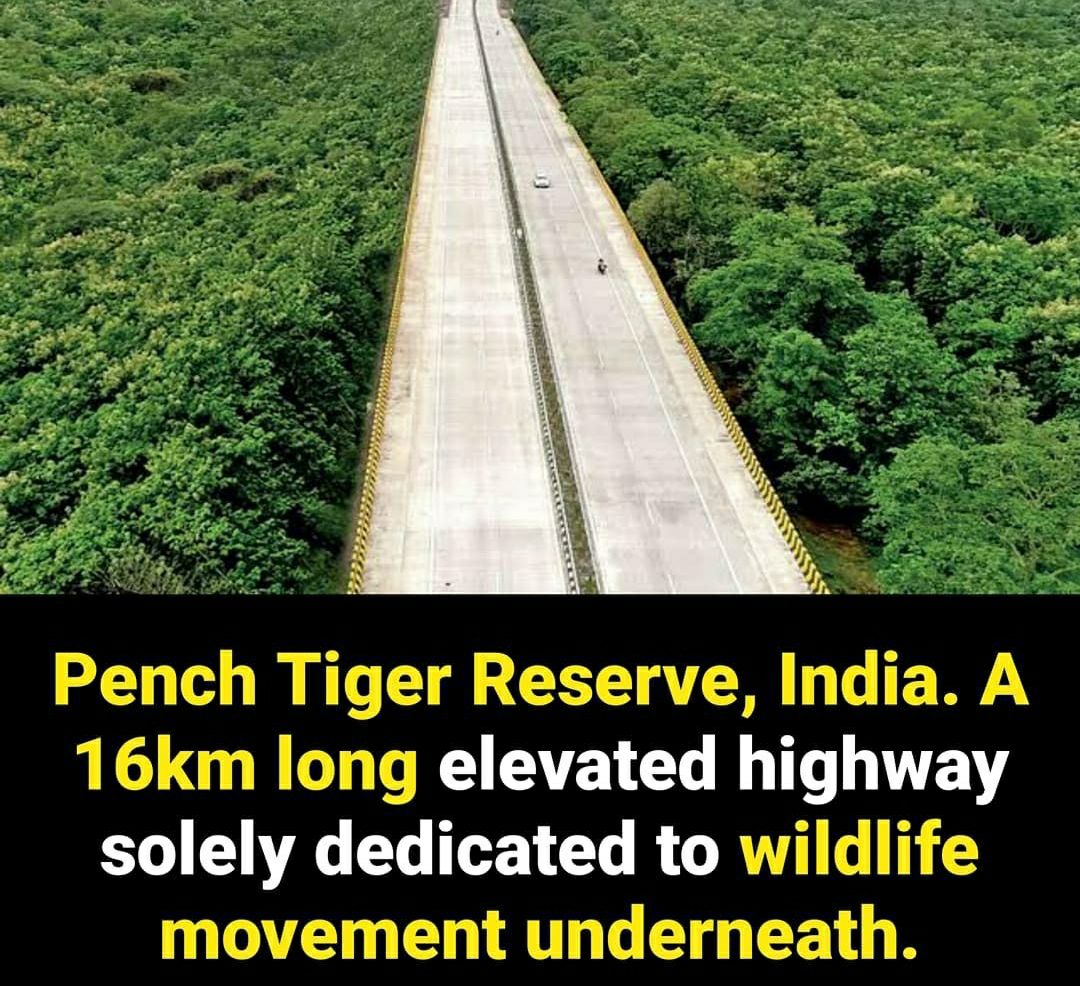 Pench Tiger Reserve, India. A
16km long elevated highway
solely dedicated to wildlife
movement underneath.